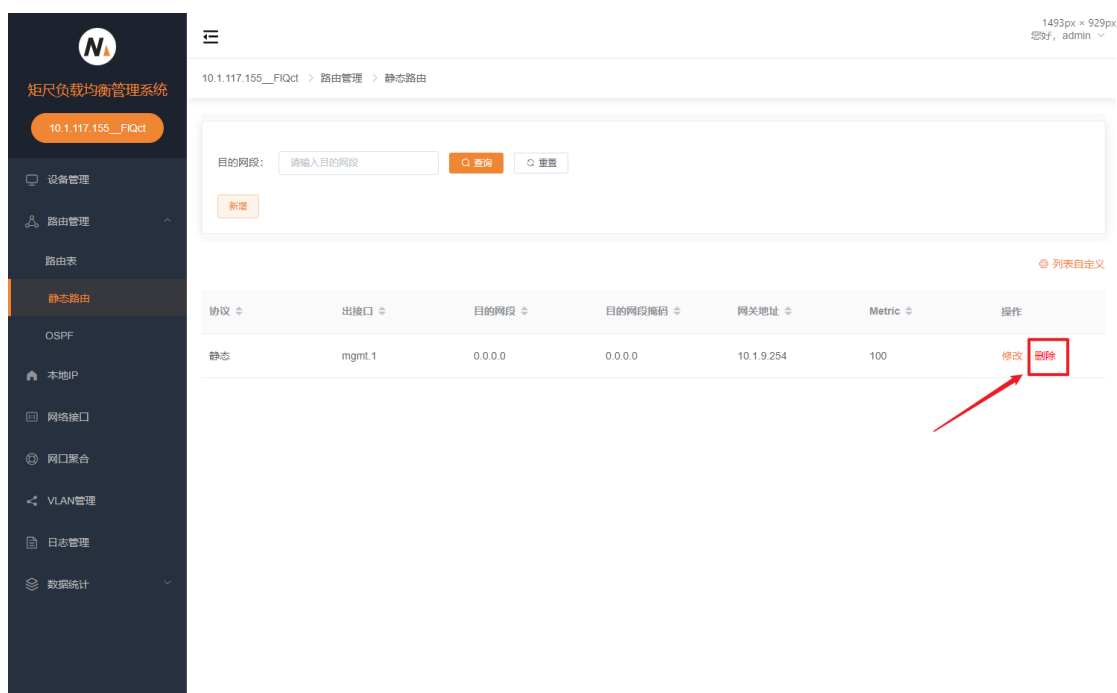 1493px × 929px
您好，admin
矩尺负载均衡管理系统
10.1.117.155__FIQct
10.1.117.155__FIQct > 路由管理 > 静态路由
目的网段： 请输入目的网段 查询 重置
新增
设备管理
路由管理
路由表
静态路由
OSPF
本地IP
网络接口
网口聚合
VLAN管理
日志管理
数据统计
列表自定义
协议 出接口 目的网段 目的网段掩码 网关地址 Metric 操作
静态 mgmt.1 0.0.0.0 0.0.0.0 10.1.9.254 100 修改 删除